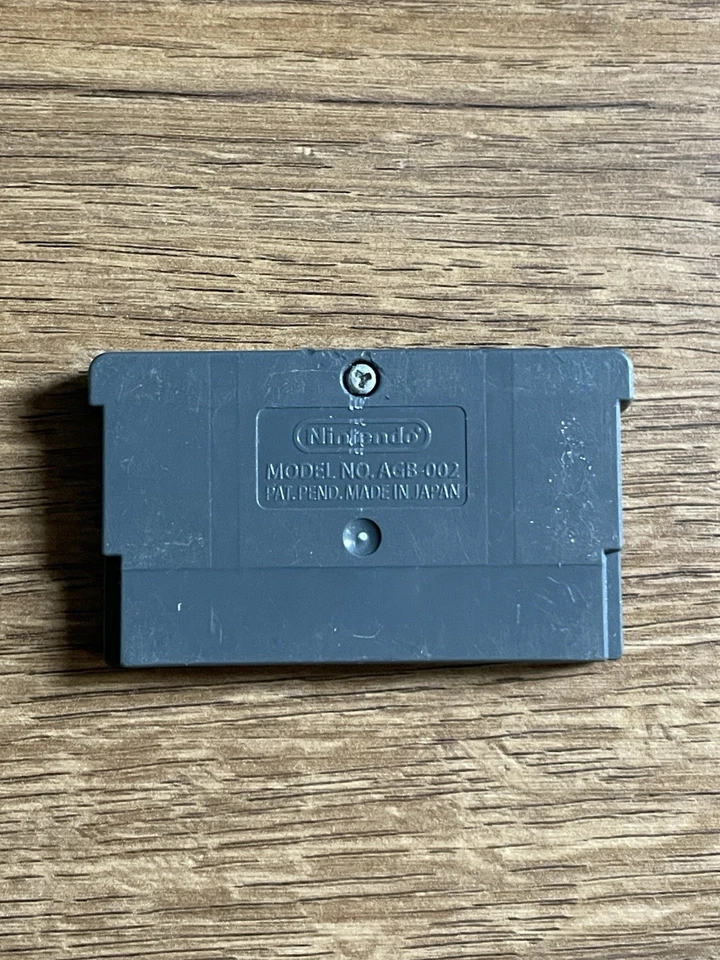 Nintendo
MODEL NO. AGB-002
PAT. PEND. MADE IN JAPAN